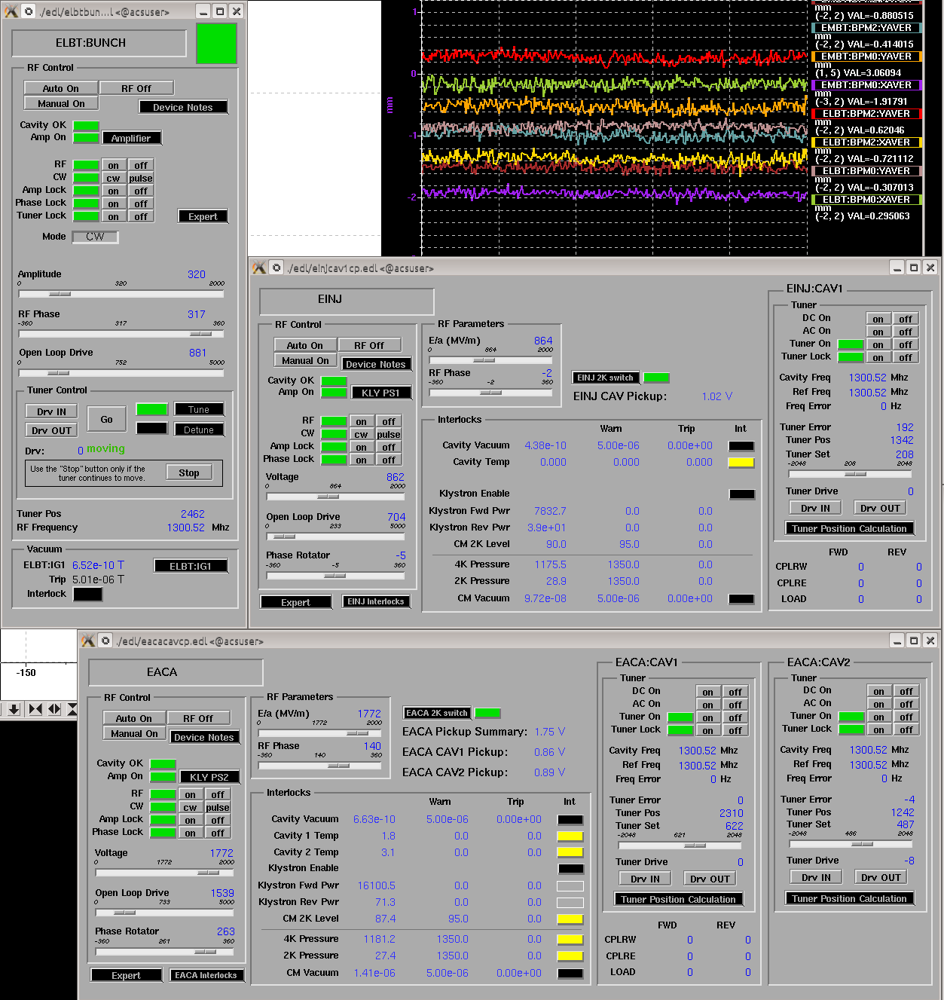 ./edl/elbtbun...l <@acsuser>
ELBT:BUNCH
RF Control
Auto On RF Off
Manual On Device Notes
Cavity OK
Amp On Amplifier
RF on off
CW cw pulse
Amp Lock on off
Phase Lock on off
Tuner Lock on off
Expert
Mode CW
Amplitude 320
0 320 2000
RF Phase 317
-360 317 360
Open Loop Drive 881
0 752 5000
Tuner Control
Drv IN Go Tune
Drv OUT Detune
Drv: 0 moving
Use the "Stop" button only if the
tuner continues to move.
Stop
Tuner Pos 2462
RF Frequency 1300.52 Mhz
Vacuum
ELBT:IG1 6.52e-10 T ELBT:IG1
Trip 5.01e-06 T
Interlock
1
0
-1
-2
mm
mm
(-2, 2) VAL=-0.880515
EMBT:BPM2:YAVER
mm
(-2, 2) VAL=-0.414015
EMBT:BPM0:YAVER
mm
(1, 5) VAL=3.06094
EMBT:BPM0:XAVER
mm
(-3, 2) VAL=-1.91791
ELBT:BPM2:YAVER
mm
(-2, 2) VAL=0.62046
ELBT:BPM2:XAVER
mm
(-2, 2) VAL=-0.721112
ELBT:BPM0:YAVER
mm
(-2, 2) VAL=-0.307013
ELBT:BPM0:XAVER
mm
(-2, 2) VAL=0.295063
./edl/einjcav1cp.edl <@acsuser>
EINJ
RF Control
Auto On RF Off
Manual On Device Notes
Cavity OK
Amp On KLY PS1
RF on off
CW cw pulse
Amp Lock on off
Phase Lock on off
Voltage 862
0 864 2000
Open Loop Drive 704
0 233 5000
Phase Rotator -5
-360 -5 360
Expert EINJ Interlocks
RF Parameters
E/a (MV/m) 864
0 864 2000
RF Phase -2
-360 -2 360
EINJ 2K switch
EINJ CAV Pickup: 1.02 V
Interlocks
Warn Trip Int
Cavity Vacuum 4.38e-10 5.00e-06 0.00e+00
Cavity Temp 0.000 0.000 0.000
Klystron Enable
Klystron Fwd Pwr 7832.7 0.0 0.0
Klystron Rev Pwr 3.9e+01 0.0 0.0
CM 2K Level 90.0 95.0 0.0
4K Pressure 1175.5 1350.0 0.0
2K Pressure 28.9 1350.0 0.0
CM Vacuum 9.72e-08 5.00e-06 0.00e+00
EINJ:CAV1
Tuner
DC On on off
AC On on off
Tuner On on off
Tuner Lock on off
Cavity Freq 1300.52 Mhz
Ref Freq 1300.52 Mhz
Freq Error 0 Hz
Tuner Error 192
Tuner Pos 1342
Tuner Set 208
-2048 208 2048
Tuner Drive 0
Drv IN Drv OUT
Tuner Position Calculation
FWD REV
CPLRW 0 0
CPLRE 0 0
LOAD 0 0
-150
./edl/eacacavcp.edl <@acsuser>
EACA
RF Control
Auto On RF Off
Manual On Device Notes
Cavity OK
Amp On KLY PS2
RF on off
CW cw pulse
Amp Lock on off
Phase Lock on off
Voltage 1772
0 1772 2000
Open Loop Drive 1539
0 733 5000
Phase Rotator 263
-360 261 360
Expert EACA Interlocks
RF Parameters
E/a (MV/m) 1772
0 1772 2000
RF Phase 140
-360 140 360
EACA 2K switch
EACA Pickup Summary: 1.75 V
EACA CAV1 Pickup: 0.86 V
EACA CAV2 Pickup: 0.89 V
Interlocks
Warn Trip Int
Cavity Vacuum 6.63e-10 5.00e-06 0.00e+00
Cavity 1 Temp 1.8 0.0 0.0
Cavity 2 Temp 3.1 0.0 0.0
Klystron Enable
Klystron Fwd Pwr 16100.5 0.0 0.0
Klystron Rev Pwr 71.3 0.0 0.0
CM 2K Level 87.4 95.0 0.0
4K Pressure 1181.2 1350.0 0.0
2K Pressure 27.4 1350.0 0.0
CM Vacuum 1.41e-06 5.00e-06 0.00e+00
EACA:CAV1
Tuner
DC On on off
AC On on off
Tuner On on off
Tuner Lock on off
Cavity Freq 1300.52 Mhz
Ref Freq 1300.52 Mhz
Freq Error 0 Hz
Tuner Error 0
Tuner Pos 2310
Tuner Set 622
-2048 621 2048
Tuner Drive 0
Drv IN Drv OUT
Tuner Position Calculation
FWD REV
CPLRW 0 0
CPLRE 0 0
LOAD 0 0
EACA:CAV2
Tuner
DC On on off
AC On on off
Tuner On on off
Tuner Lock on off
Cavity Freq 1300.52 Mhz
Ref Freq 1300.52 Mhz
Freq Error 0 Hz
Tuner Error -4
Tuner Pos 1242
Tuner Set 487
-2048 486 2048
Tuner Drive -8
Drv IN Drv OUT
Tuner Position Calculation